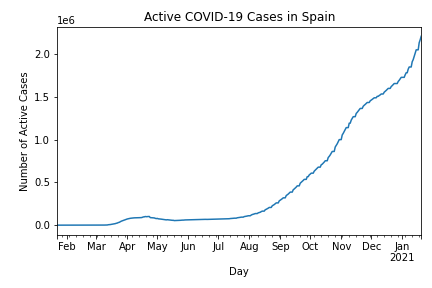 Active COVID-19 Cases in Spain
1e6
2.0
1.5
1.0
0.5
0.0
Number of Active Cases
Feb Mar Apr May Jun Jul Aug Sep Oct Nov Dec Jan
2021
Day